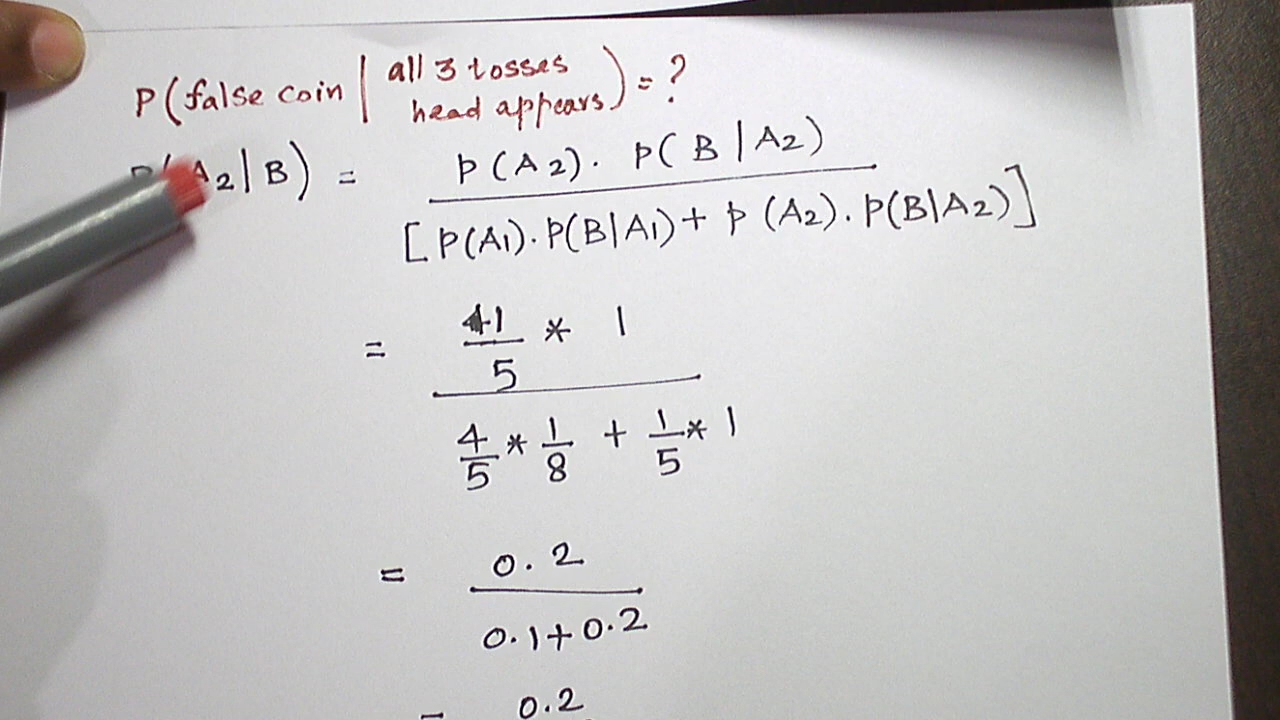 P(false coin | all 3 tosses head appears) = ?
P(A2|B) = p(A2). p(B|A2)
[p(A1).p(B|A1)+ p(A2).p(B|A2)]
= 1/5 * 1
4/5 * 1/8 + 1/5 * 1
= 0.2
0.1+0.2
= 0.2